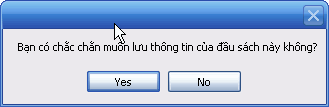 Bạn có chắc chắn muốn lưu thông tin của đầu sách này không?
Yes No